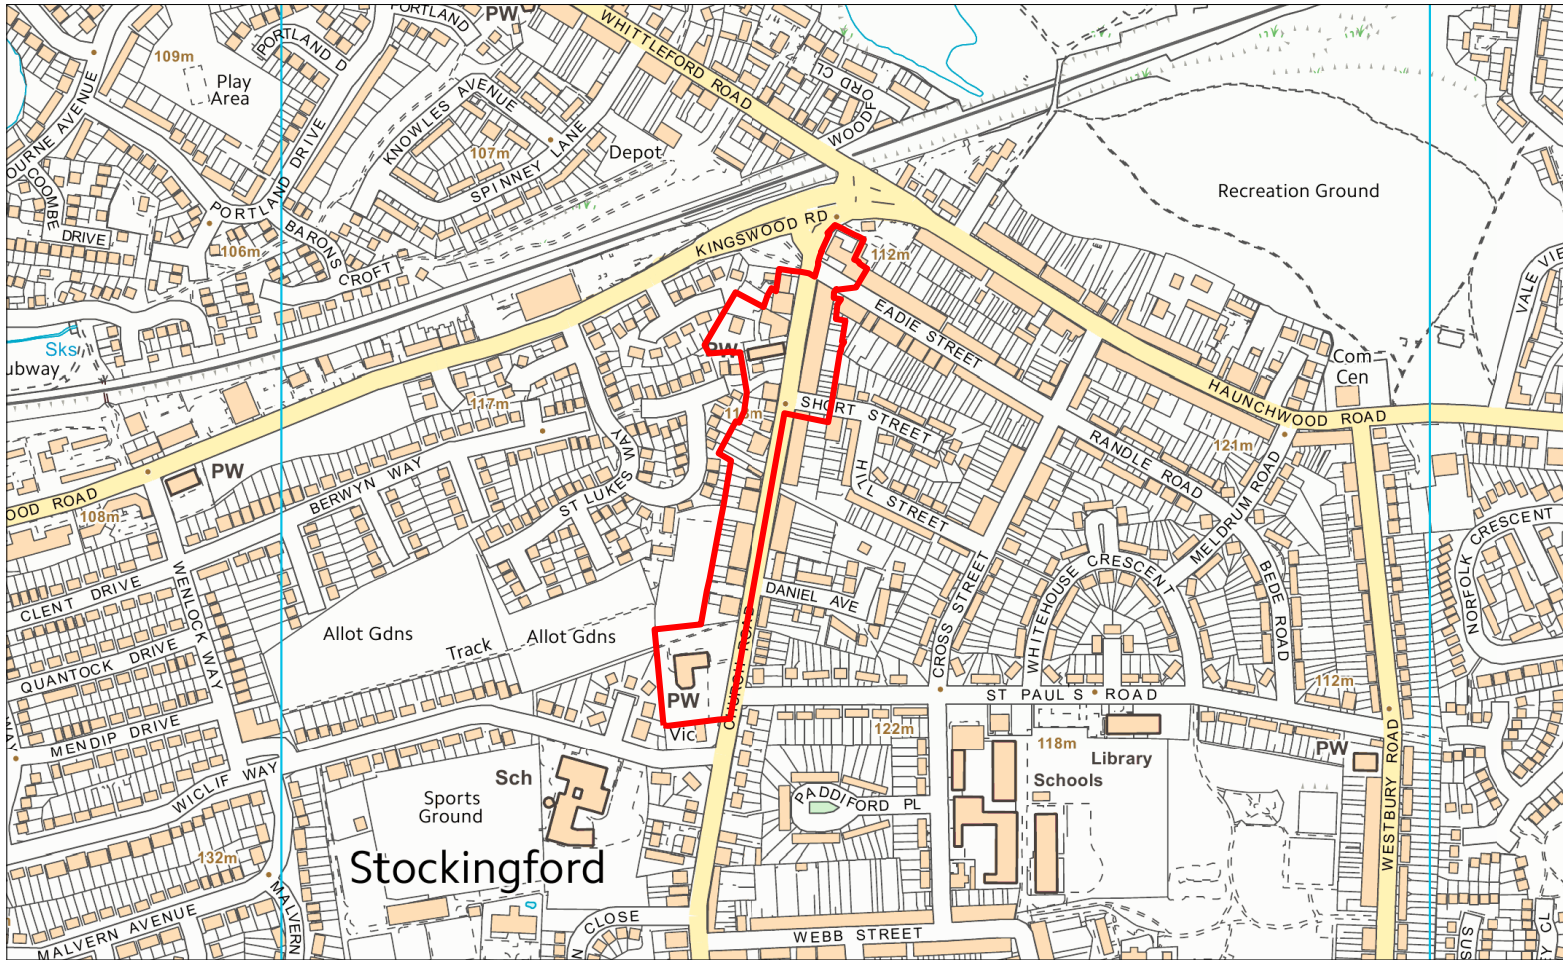 PORTLAND
PW
WHITTLEFORD ROAD
109m
PORTLAND D
Play
Area
KNOWLES AVENUE
107m
SPINNEY LANE
Depot
WOODF
ORD CL
OURNE AVENUE
COOMBE
DRIVE
PORTLAND DRIVE
106m
BARONS
CROFT
KINGSWOOD RD
112m
Recreation Ground
VALE VIE
Sks
ubway
PW
EADIE STREET
Com
Cen
HAUNCHWOOD ROAD
117m
SHORT STREET
RANDLE ROAD
121m
PW
OOD ROAD
108m
BERWYN WAY
ST LUKES WAY
HILL STREET
MELDRUM ROAD
NORFOLK CRESCENT
CLENT DRIVE
WENLOCK WAY
QUANTOCK DRIVE
MENDIP DRIVE
WAY
WICLIF WAY
Allot Gdns
Track
Allot Gdns
DANIEL AVE
CROSS STREET
WHITEHOUSE CRESCENT
BEDE ROAD
PW
CHURCH ROAD
Vic
ST PAUL S ROAD
112m
122m
118m
Library
Schools
PW
WESTBURY ROAD
Sch
Sports
Ground
PADDIFORD PL
132m
Stockingford
MALVERN AVENUE
MALVERN
N CLOSE
WEBB STREET
SUS
EY CL